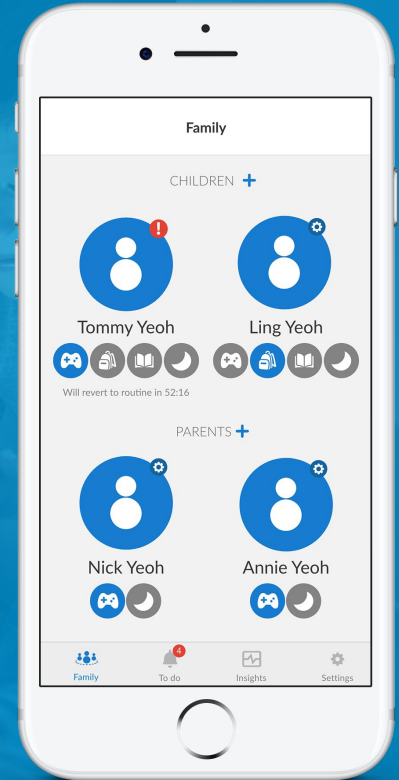 Family
CHILDREN +
!
Tommy Yeoh
Ling Yeoh
Will revert to routine in 52:16
PARENTS +
Nick Yeoh
Annie Yeoh
4
Family
To do
Insights
Settings